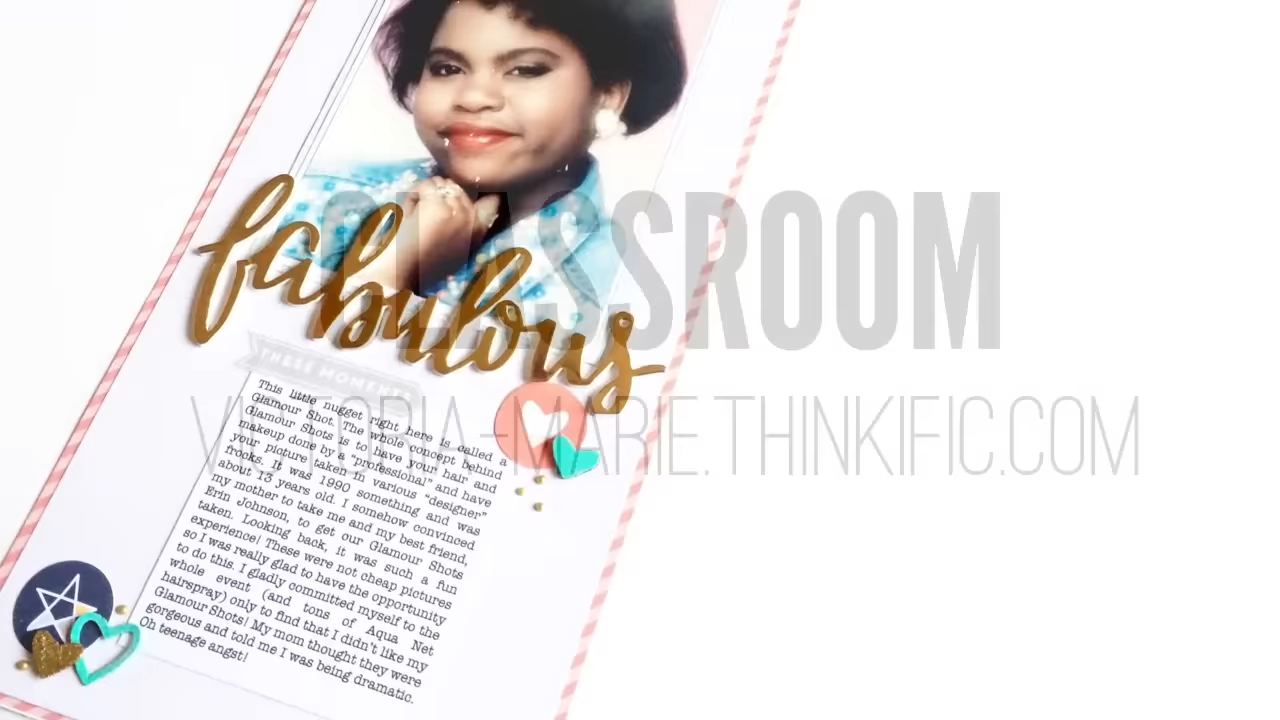 CLASSROOM
fabulous
THESE MOMENTS
VICTORIA-MARIE.THINKIFIC.COM
This little nugget right here is called a
Glamour Shot. The whole concept behind
Glamour Shots is to have your hair and
makeup done by a "professional" and have
your picture taken in various "designer"
frocks. It was 1990 something and was
about 13 years old. I somehow convinced
my mother to take me and my best friend,
Erin Johnson, to get our Glamour Shots
taken. Looking back, it was such a fun
experience! These were not cheap pictures
so I was really glad to have the opportunity
to do this. I gladly committed myself to the
whole event (and tons of Aqua Net
hairspray) only to find that I didn't like my
Glamour Shots! My mom thought they were
gorgeous and told me I was being dramatic.
Oh teenage angst!